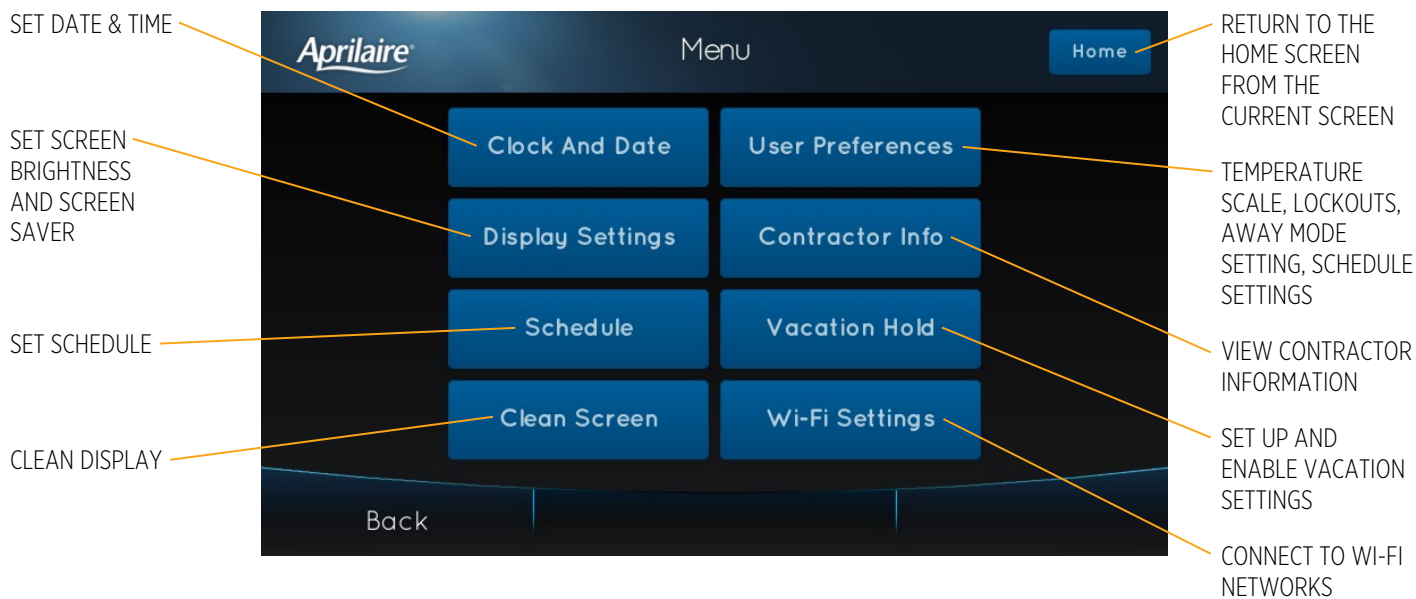 SET DATE & TIME
SET SCREEN
BRIGHTNESS
AND SCREEN
SAVER
SET SCHEDULE
CLEAN DISPLAY
Aprilaire®
Menu
Home
Clock And Date
User Preferences
Display Settings
Contractor Info
Schedule
Vacation Hold
Clean Screen
Wi-Fi Settings
Back
RETURN TO THE
HOME SCREEN
FROM THE
CURRENT SCREEN
TEMPERATURE
SCALE, LOCKOUTS,
AWAY MODE
SETTING, SCHEDULE
SETTINGS
VIEW CONTRACTOR
INFORMATION
SET UP AND
ENABLE VACATION
SETTINGS
CONNECT TO WI-FI
NETWORKS